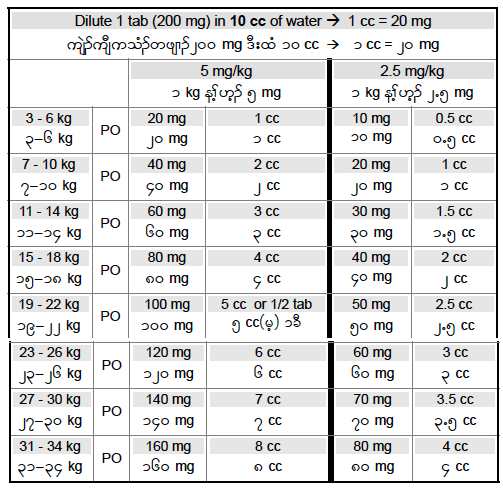 Dilute 1 tab (200 mg) in 10 cc of water → 1 cc = 20 mg
ကျဲၣ်ကျီကသံၣ်တဖျၢၣ်၂၀၀ mg ဒီးထံ ၁၀ cc → ၁ cc = ၂၀ mg
5 mg/kg 2.5 mg/kg
၁ kg န့ၢ်ဟ့ၣ် ၅ mg ၁ kg န့ၢ်ဟ့ၣ် ၂.၅ mg
3 - 6 kg PO 20 mg 1 cc 10 mg 0.5 cc
၃–၆ kg ၂၀ mg ၁ cc ၁၀ mg ၀.၅ cc
7 - 10 kg PO 40 mg 2 cc 20 mg 1 cc
၇–၁၀ kg ၄၀ mg ၂ cc ၂၀ mg ၁ cc
11 - 14 kg PO 60 mg 3 cc 30 mg 1.5 cc
၁၁–၁၄ kg ၆၀ mg ၃ cc ၃၀ mg ၁.၅ cc
15 - 18 kg PO 80 mg 4 cc 40 mg 2 cc
၁၅–၁၈ kg ၈၀ mg ၄ cc ၄၀ mg ၂ cc
19 - 22 kg PO 100 mg 5 cc or 1/2 tab 50 mg 2.5 cc
၁၉–၂၂ kg ၁၀၀ mg ၅ cc(မ့ၢ်) ၁ခီ ၅၀ mg ၂.၅ cc
23 - 26 kg PO 120 mg 6 cc 60 mg 3 cc
၂၃–၂၆ kg ၁၂၀ mg ၆ cc ၆၀ mg ၃ cc
27 - 30 kg PO 140 mg 7 cc 70 mg 3.5 cc
၂၇–၃၀ kg ၁၄၀ mg ၇ cc ၇၀ mg ၃.၅ cc
31 - 34 kg PO 160 mg 8 cc 80 mg 4 cc
၃၁–၃၄ kg ၁၆၀ mg ၈ cc ၈၀ mg ၄ cc